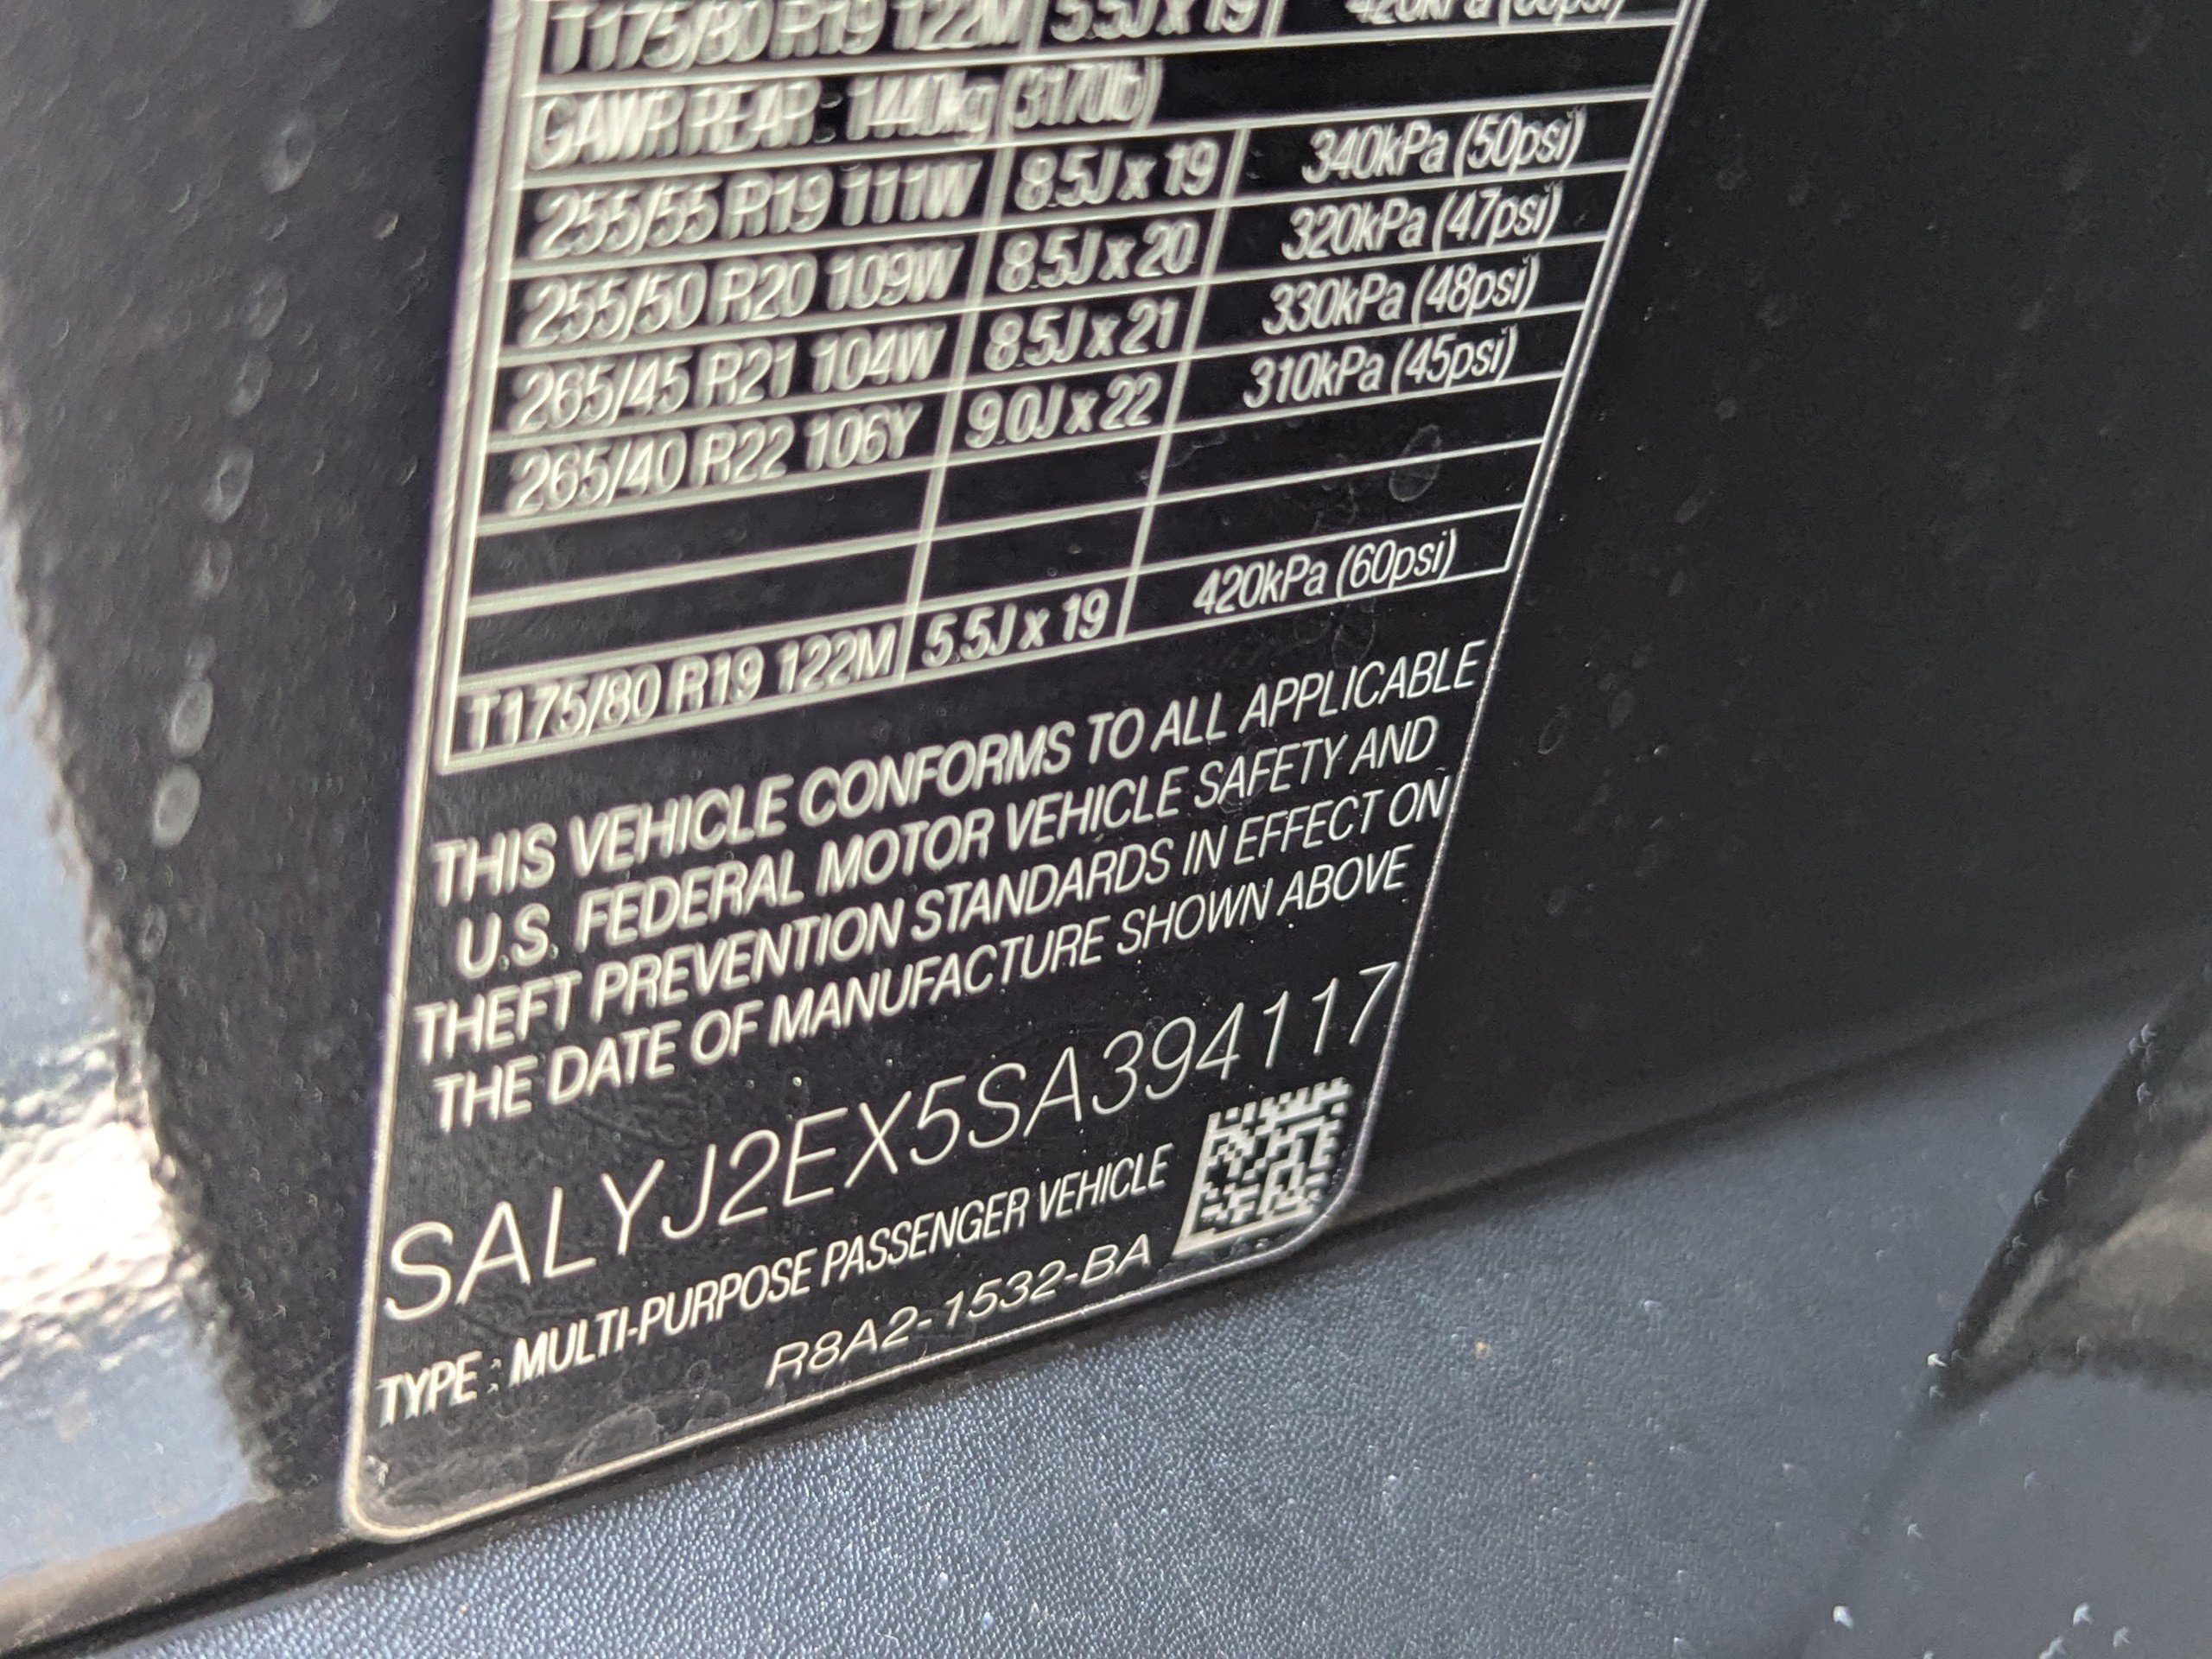 T175/80 R19 122M 5.5J x 19 420kPa (60psi)
GAWR REAR : 1440kg (3170lb)
255/55 R19 111W 8.5J x 19 340kPa (50psi)
255/50 R20 109W 8.5J x 20 320kPa (47psi)
265/45 R21 104W 8.5J x 21 330kPa (48psi)
265/40 R22 106Y 9.0J x 22 310kPa (45psi)
T175/80 R19 122M 5.5J x 19 420kPa (60psi)
THIS VEHICLE CONFORMS TO ALL APPLICABLE
U.S. FEDERAL MOTOR VEHICLE SAFETY AND
THEFT PREVENTION STANDARDS IN EFFECT ON
THE DATE OF MANUFACTURE SHOWN ABOVE
SALYJ2EX5SA394117
TYPE : MULTI-PURPOSE PASSENGER VEHICLE
R8A2-1532-BA